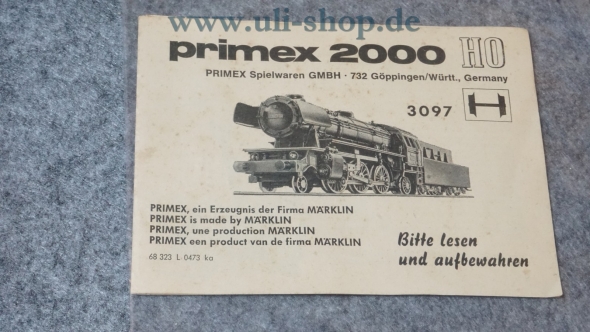 www.uli-shop.de
primex 2000 HO
PRIMEX Spielwaren GMBH · 732 Göppingen/Württ., Germany
3097
PRIMEX, ein Erzeugnis der Firma MÄRKLIN
PRIMEX is made by MÄRKLIN
PRIMEX, une production MÄRKLIN
PRIMEX een product van de firma MÄRKLIN
68 323 L 0473 ka
Bitte lesen
und aufbewahren